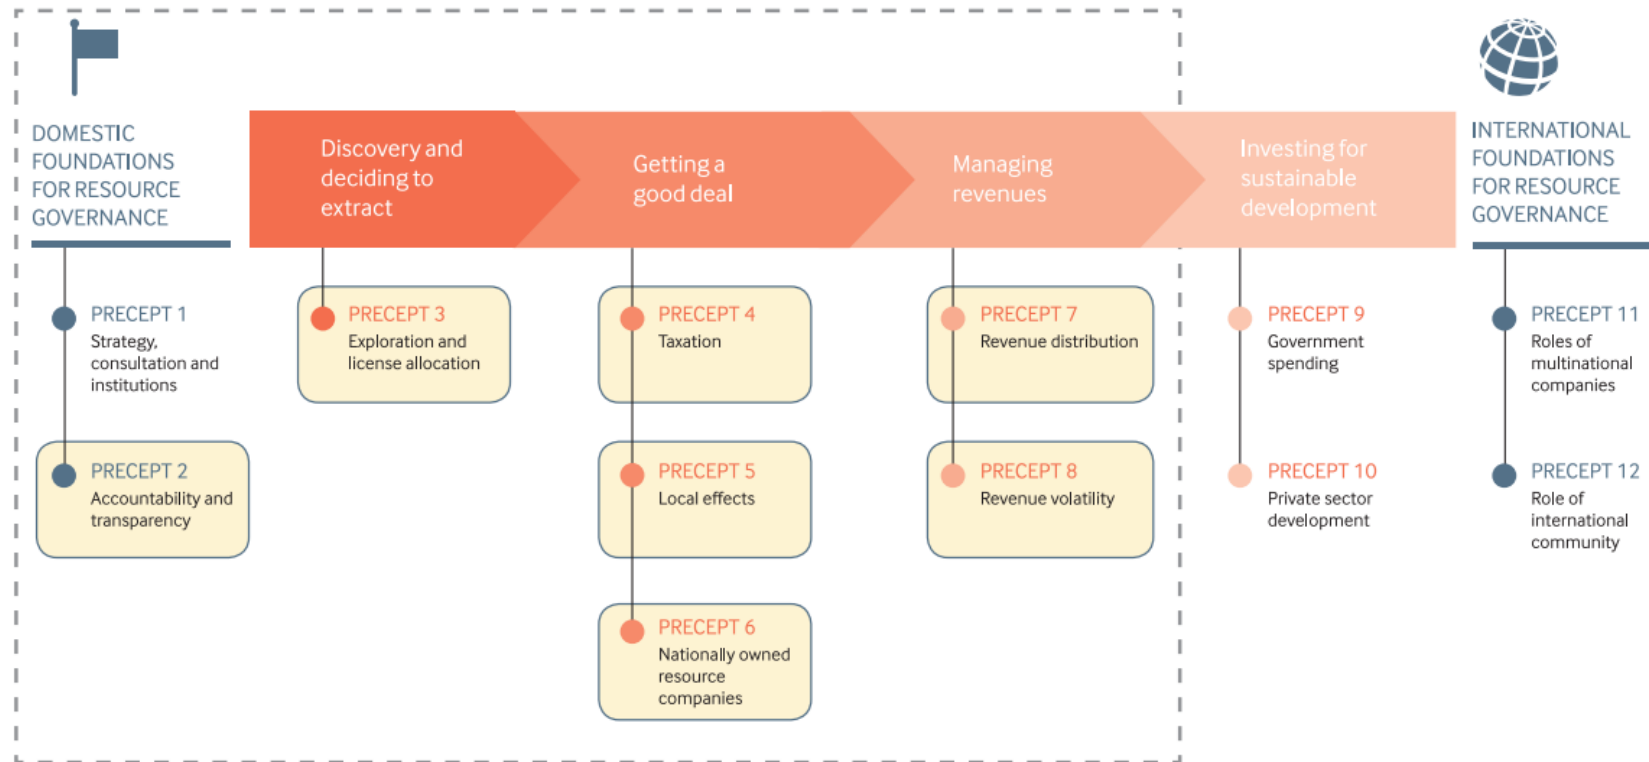 DOMESTIC
FOUNDATIONS
FOR RESOURCE
GOVERNANCE
Discovery and
deciding to
extract
Getting a
good deal
Managing
revenues
Investing for
sustainable
development
INTERNATIONAL
FOUNDATIONS
FOR RESOURCE
GOVERNANCE
PRECEPT 1
Strategy,
consultation and
institutions
PRECEPT 2
Accountability and
transparency
PRECEPT 3
Exploration and
license allocation
PRECEPT 4
Taxation
PRECEPT 5
Local effects
PRECEPT 6
Nationally owned
resource
companies
PRECEPT 7
Revenue distribution
PRECEPT 8
Revenue volatility
PRECEPT 9
Government
spending
PRECEPT 10
Private sector
development
PRECEPT 11
Roles of
multinational
companies
PRECEPT 12
Role of
international
community